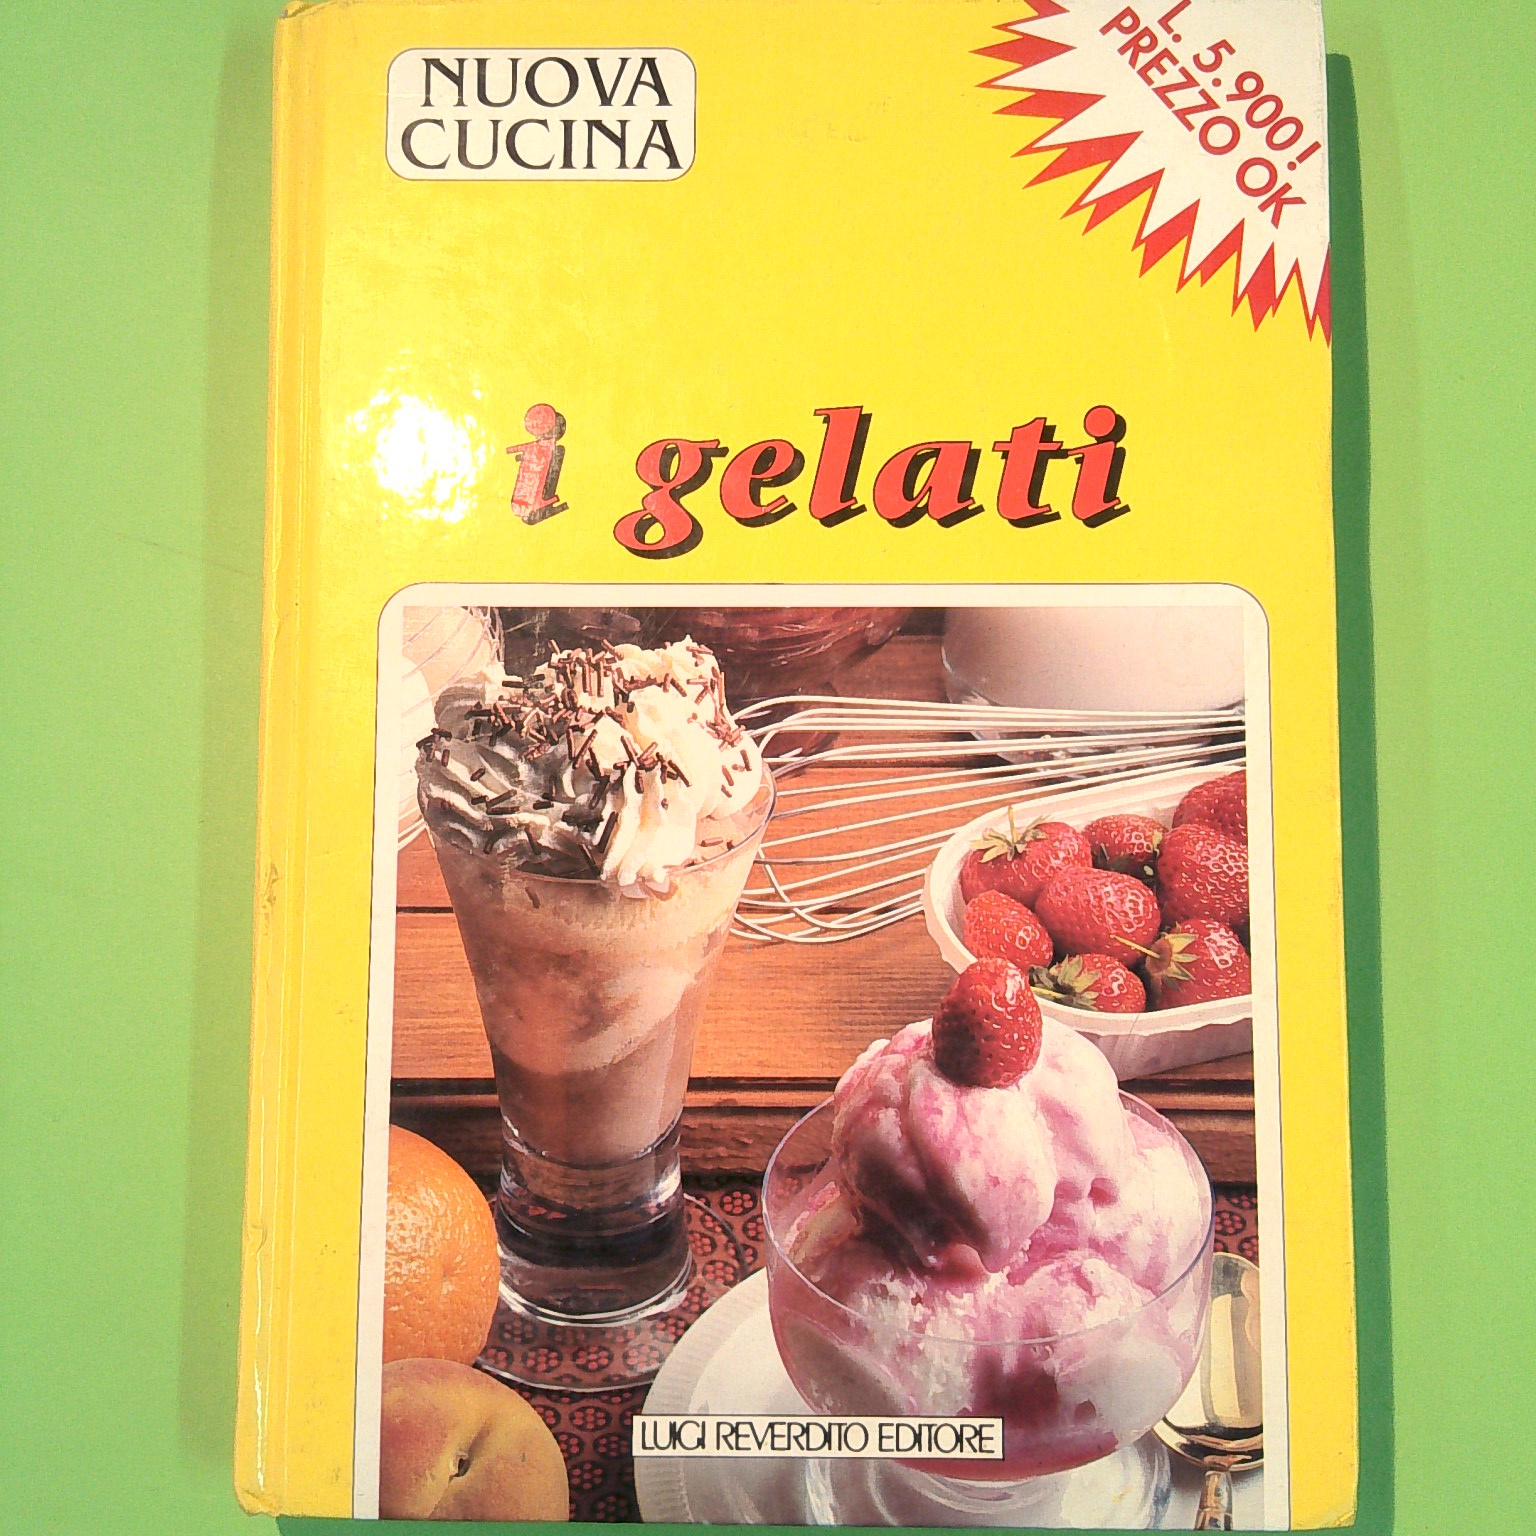 NUOVA
CUCINA
L. 5.900!
PREZZO OK
i gelati
LUIGI REVERDITO EDITORE